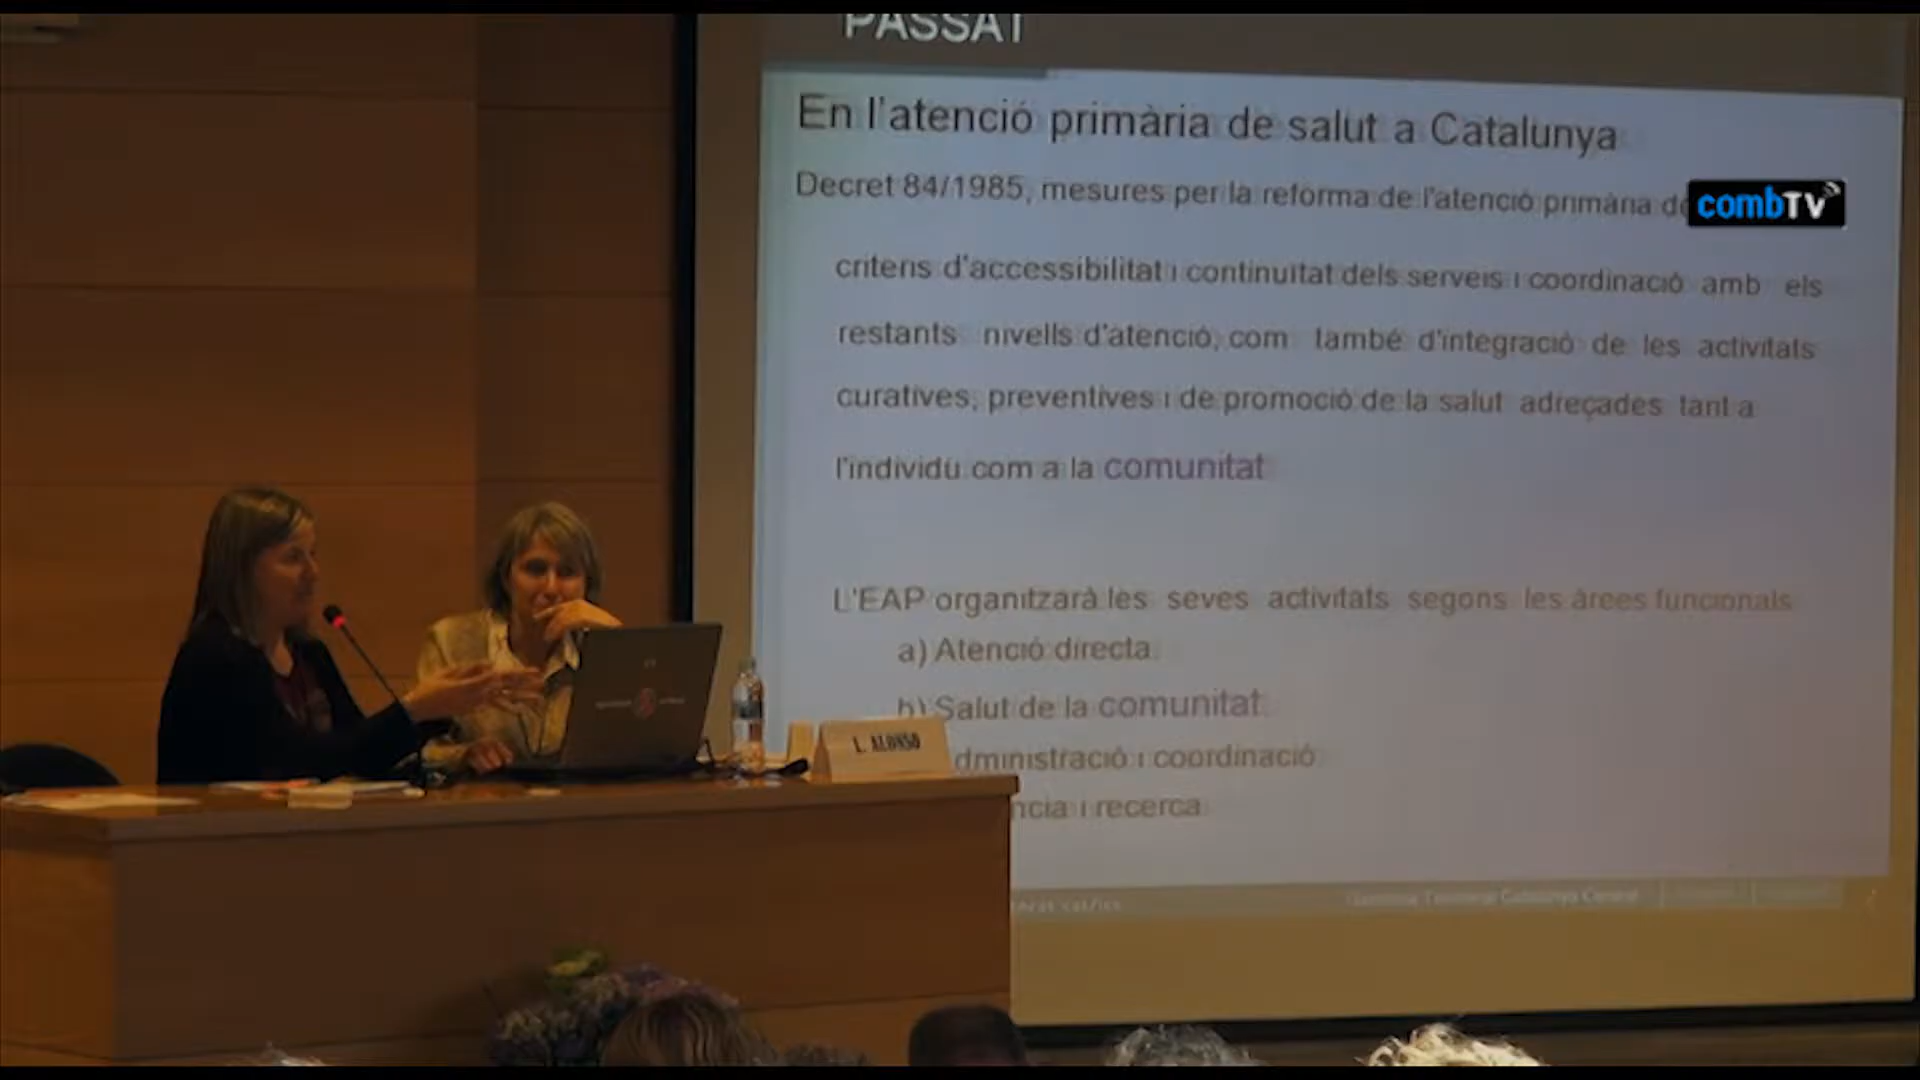 PASSAT
En l'atenció primària de salut a Catalunya
Decret 84/1985, mesures per la reforma de l'atenció primària de
combTV
criteris d'accessibilitat i continuïtat dels serveis i coordinació amb els
restants nivells d'atenció, com també d'integració de les activitats
curatives, preventives i de promoció de la salut adreçades tant a
l'individu com a la comunitat
L'EAP organitzarà les seves activitats segons les àrees funcionals
a) Atenció directa.
b) Salut de la comunitat.
dministració i coordinació
ncia i recerca
L. ALONSO